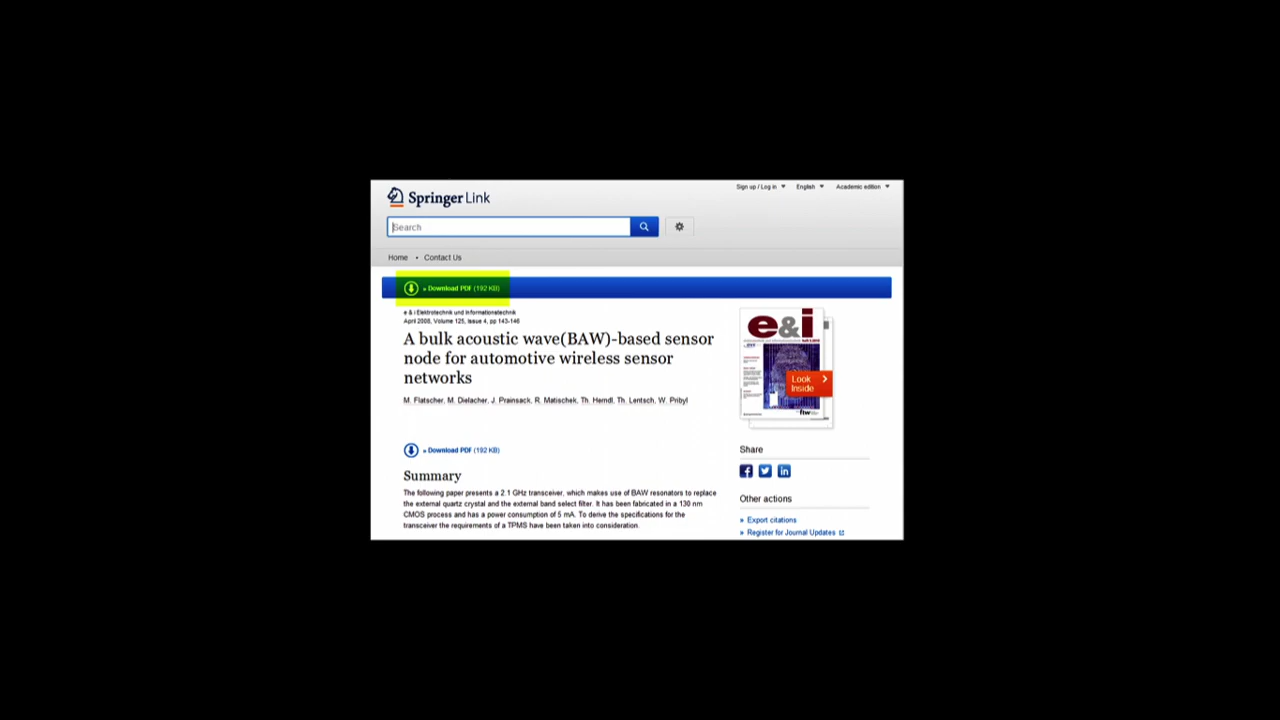 Sign up / Log in English Academic edition
Springer Link
Search
Home • Contact Us
» Download PDF (192 KB)
e & i Elektrotechnik und Informationstechnik
April 2008, Volume 125, Issue 4, pp 143-146
A bulk acoustic wave(BAW)-based sensor
node for automotive wireless sensor
networks
M. Flatscher, M. Dielacher, J. Prainsack, R. Matischek, Th. Herndl, Th. Lentsch, W. Pribyl
» Download PDF (192 KB)
Summary
The following paper presents a 2.1 GHz transceiver, which makes use of BAW resonators to replace
the external quartz crystal and the external band select filter. It has been fabricated in a 130 nm
CMOS process and has a power consumption of 5 mA. To derive the specifications for the
transceiver the requirements of a TPMS have been taken into consideration.
e&i
Look
Inside
ftw
Share
Other actions
» Export citations
» Register for Journal Updates